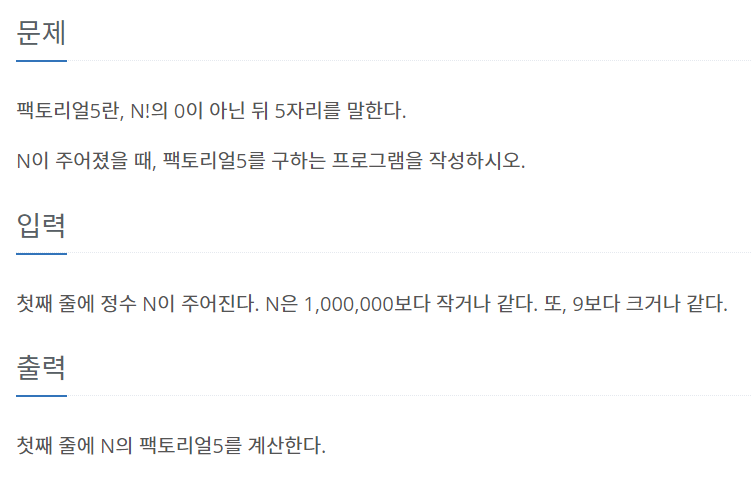 문제
팩토리얼5란, N!의 0이 아닌 뒤 5자리를 말한다.
N이 주어졌을 때, 팩토리얼5를 구하는 프로그램을 작성하시오.
입력
첫째 줄에 정수 N이 주어진다. N은 1,000,000보다 작거나 같다. 또, 9보다 크거나 같다.
출력
첫째 줄에 N의 팩토리얼5를 계산한다.